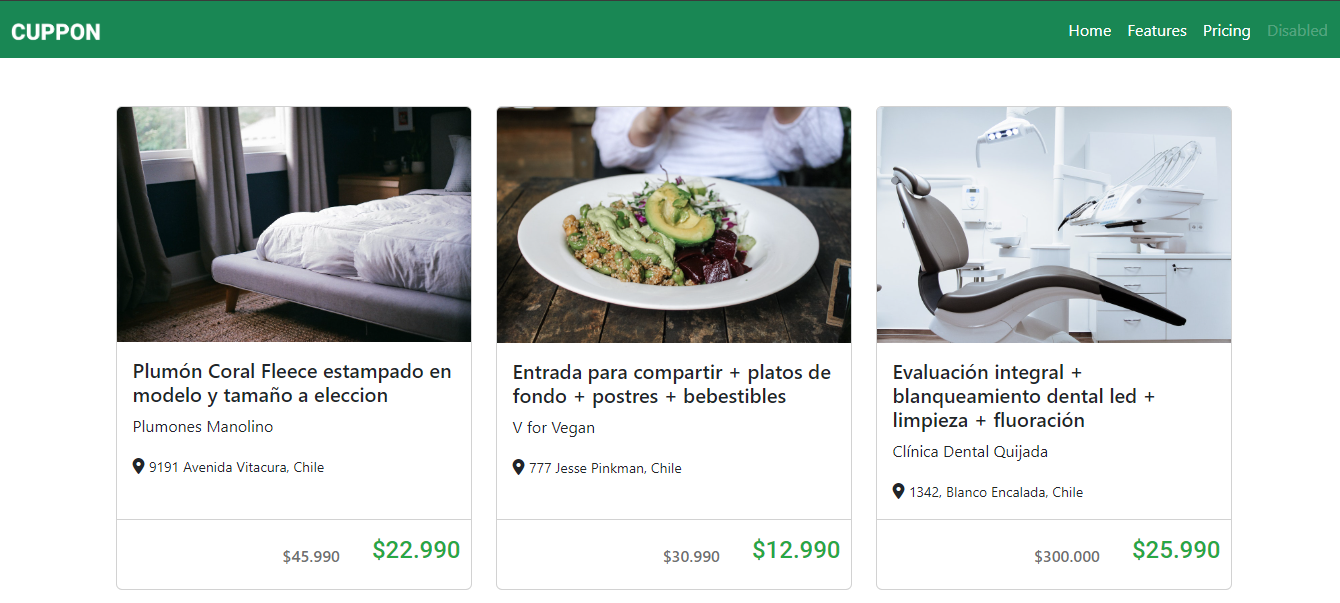 CUPPON
Home Features Pricing Disabled
Plumón Coral Fleece estampado en
modelo y tamaño a eleccion
Plumones Manolino
9191 Avenida Vitacura, Chile
$45.990 $22.990
Entrada para compartir + platos de
fondo + postres + bebestibles
V for Vegan
777 Jesse Pinkman, Chile
$30.990 $12.990
Evaluación integral +
blanqueamiento dental led +
limpieza + fluoración
Clínica Dental Quijada
1342, Blanco Encalada, Chile
$300.000 $25.990